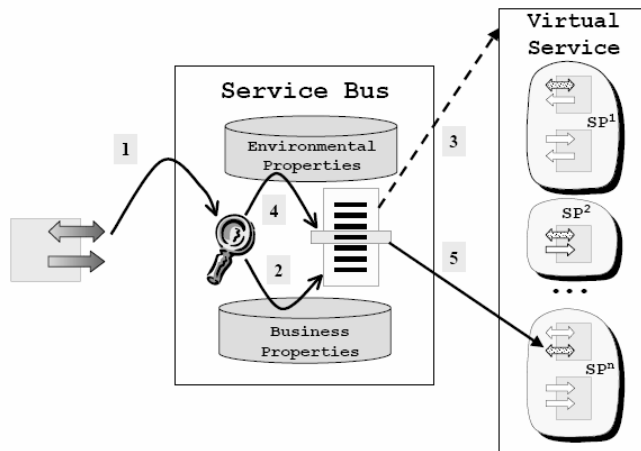 Virtual
Service
Service Bus
1
Environmental
Properties
3
4
SP1
SP2
2
5
...
Business
Properties
SPn